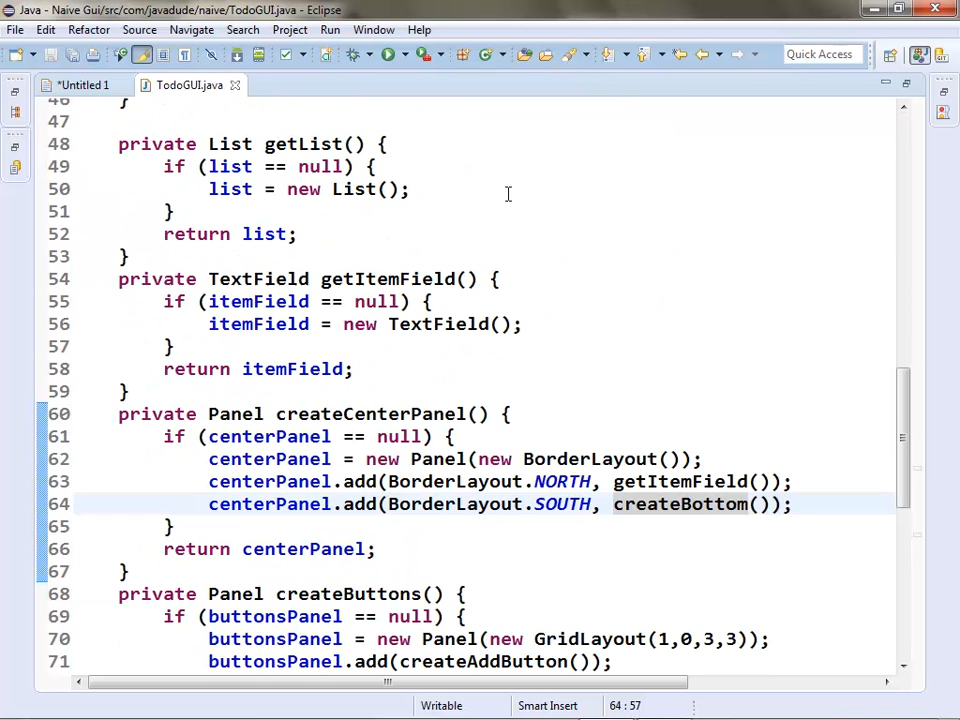 Java - Naive Gui/src/com/javadude/naive/TodoGUI.java - Eclipse
File Edit Refactor Source Navigate Search Project Run Window Help
Quick Access
*Untitled 1 TodoGUI.java
46 }
47
48 private List getList() {
49 if (list == null) {
50 list = new List();
51 }
52 return list;
53 }
54 private TextField getItemField() {
55 if (itemField == null) {
56 itemField = new TextField();
57 }
58 return itemField;
59 }
60 private Panel createCenterPanel() {
61 if (centerPanel == null) {
62 centerPanel = new Panel(new BorderLayout());
63 centerPanel.add(BorderLayout.NORTH, getItemField());
64 centerPanel.add(BorderLayout.SOUTH, createBottom());
65 }
66 return centerPanel;
67 }
68 private Panel createButtons() {
69 if (buttonsPanel == null) {
70 buttonsPanel = new Panel(new GridLayout(1,0,3,3));
71 buttonsPanel.add(createAddButton());
Writable Smart Insert 64 : 57